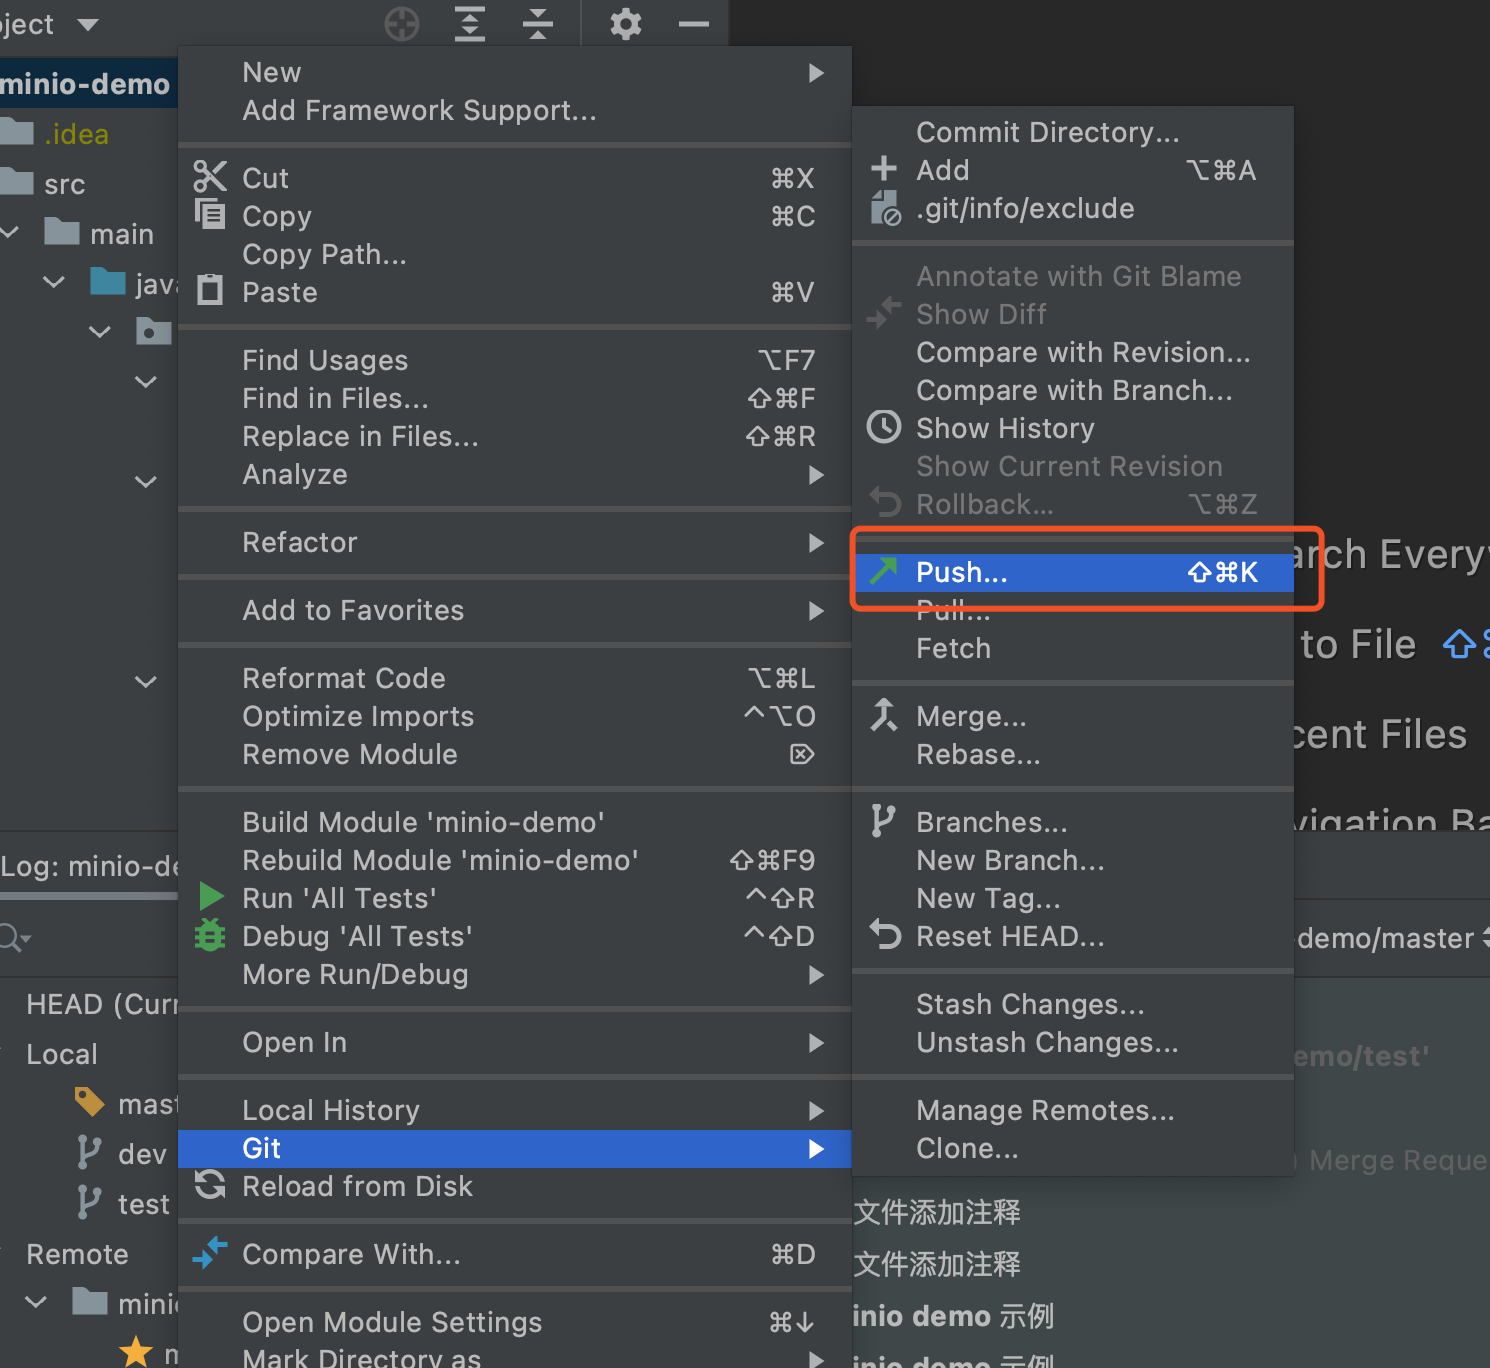 ject
minio-demo
.idea
src
main
java
New
Add Framework Support...
Cut ⌘X
Copy ⌘C
Copy Path...
Paste ⌘V
Find Usages ⌥F7
Find in Files... ⇧⌘F
Replace in Files... ⇧⌘R
Analyze
Refactor
Add to Favorites
Reformat Code ⌥⌘L
Optimize Imports ^⌥O
Remove Module ⌦
Build Module 'minio-demo'
Rebuild Module 'minio-demo' ⇧⌘F9
Run 'All Tests' ^⇧R
Debug 'All Tests' ^⇧D
More Run/Debug
Open In
Local History
Git
Reload from Disk
Compare With... ⌘D
Open Module Settings ⌘↓
Mark Directory as
Commit Directory...
Add ⌥⌘A
.git/info/exclude
Annotate with Git Blame
Show Diff
Compare with Revision...
Compare with Branch...
Show History
Show Current Revision
Rollback... ⌥⌘Z
Push... ⇧⌘K
Pull...
Fetch
Merge...
Rebase...
Branches...
New Branch...
New Tag...
Reset HEAD...
Stash Changes...
Unstash Changes...
Manage Remotes...
Clone...
arch Every
to File ⇧
cent Files
vigation Ba
Log: minio-de
HEAD (Curr
Local
mast
dev
test
Remote
minio
m
-demo/master
emo/test'
Merge Reque
文件添加注释
文件添加注释
inio demo 示例
inio demo 示例